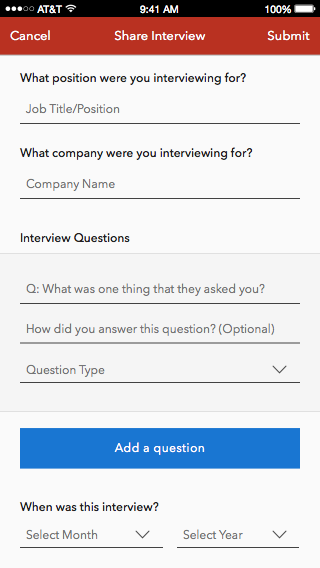 AT&T 9:41 AM 100%
Cancel Share Interview Submit
What position were you interviewing for?
Job Title/Position
What company were you interviewing for?
Company Name
Interview Questions
Q: What was one thing that they asked you?
How did you answer this question? (Optional)
Question Type
Add a question
When was this interview?
Select Month Select Year